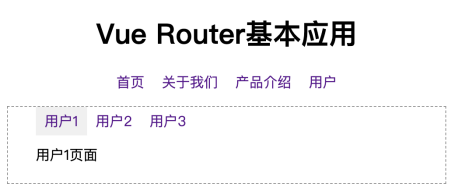 Vue Router基本应用
首页 关于我们 产品介绍 用户
用户1 用户2 用户3
用户1页面